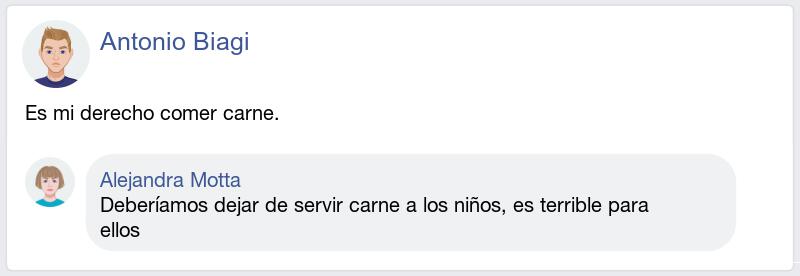 Antonio Biagi
Es mi derecho comer carne.
Alejandra Motta
Deberíamos dejar de servir carne a los niños, es terrible para
ellos